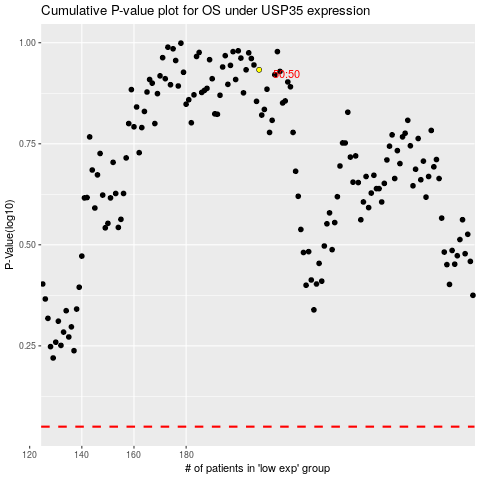 Cumulative P-value plot for OS under USP35 expression
P-Value(log10)
1.00
0.75
0.50
0.25
50:50
120 140 160 180
# of patients in 'low exp' group